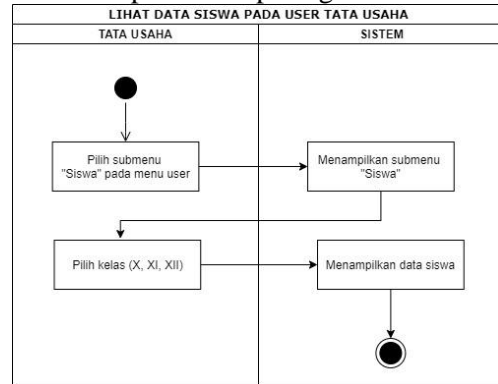 LIHAT DATA SISWA PADA USER TATA USAHA
TATA USAHA
SISTEM
Pilih submenu
"Siswa" pada menu user
Menampilkan submenu
"Siswa"
Pilih kelas (X, XI, XII)
Menampilkan data siswa